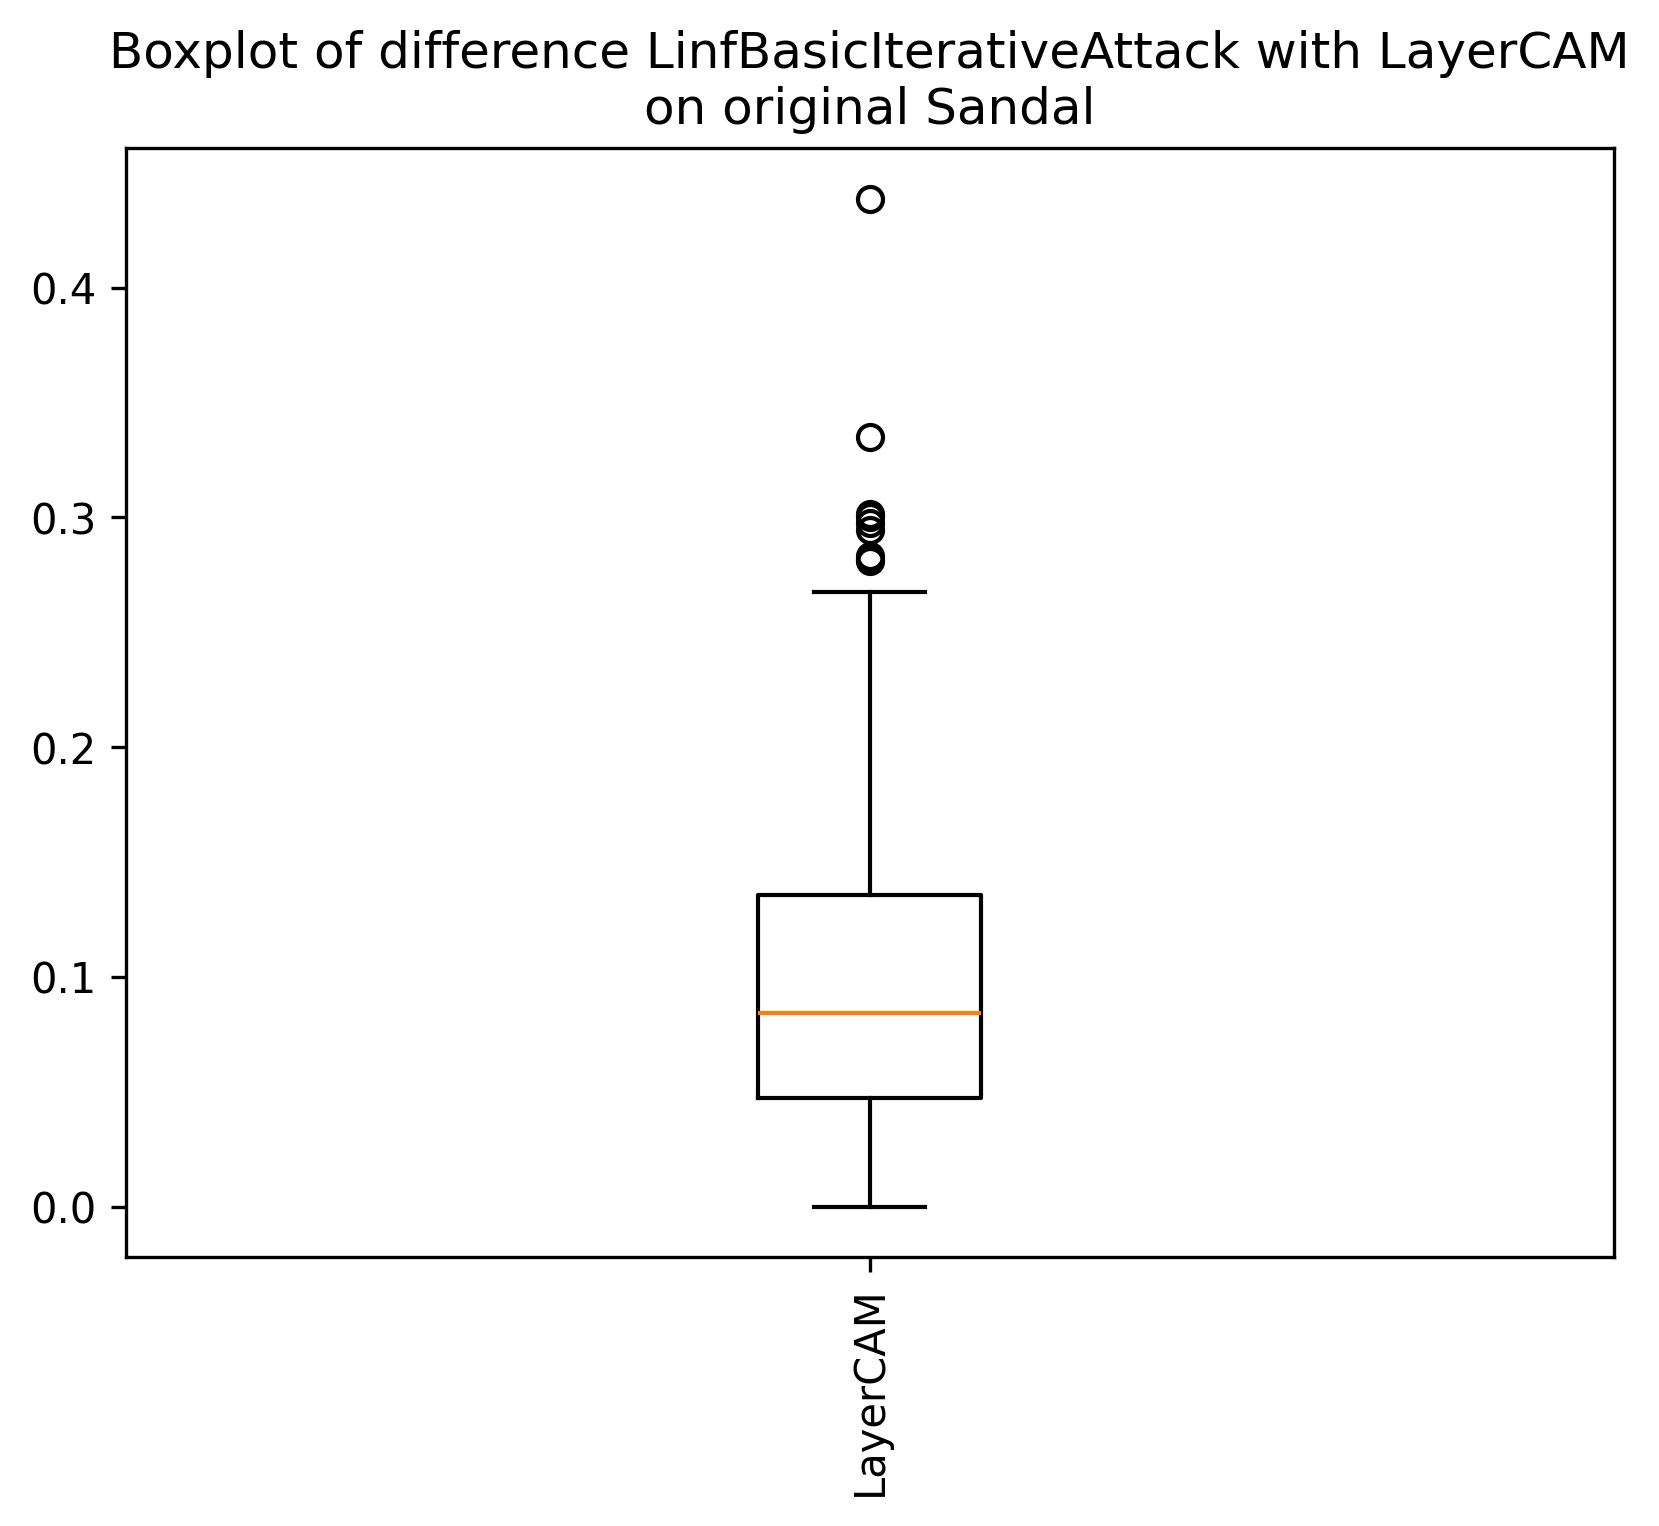 Boxplot of difference LinfBasicIterativeAttack with LayerCAM
on original Sandal
0.4
0.3
0.2
0.1
0.0
LayerCAM